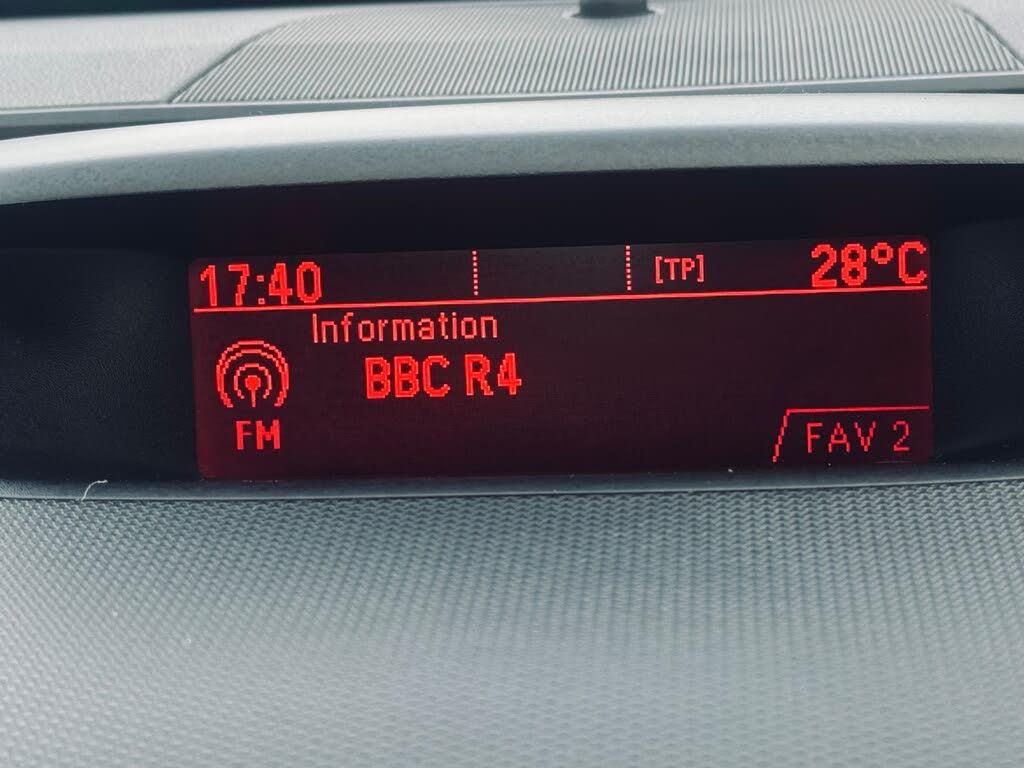 17:40 [TP] 28°C
Information
BBC R4
FM
FAV 2